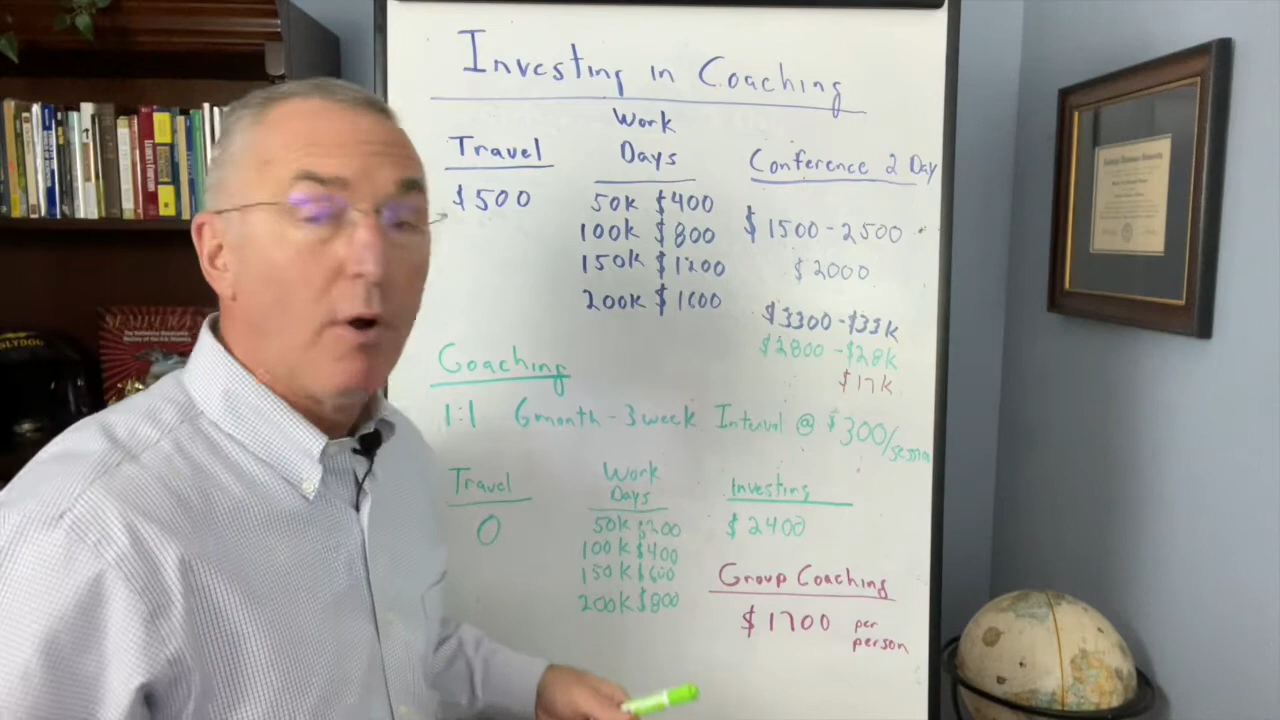 Investing in Coaching
Travel
$500
Work
Days
50k $400
100k $800
150k $1200
200k $1600
Conference 2 Day
$1500-2500
$2000
$3300-$33k
$2800-$28k
$17k
Coaching
1:1 6month-3week Interval @ $300/session
Travel
0
Work
Days
50k $200
100k $400
150k $600
200k $800
Investing
$2400
Group Coaching
$1700 per
person